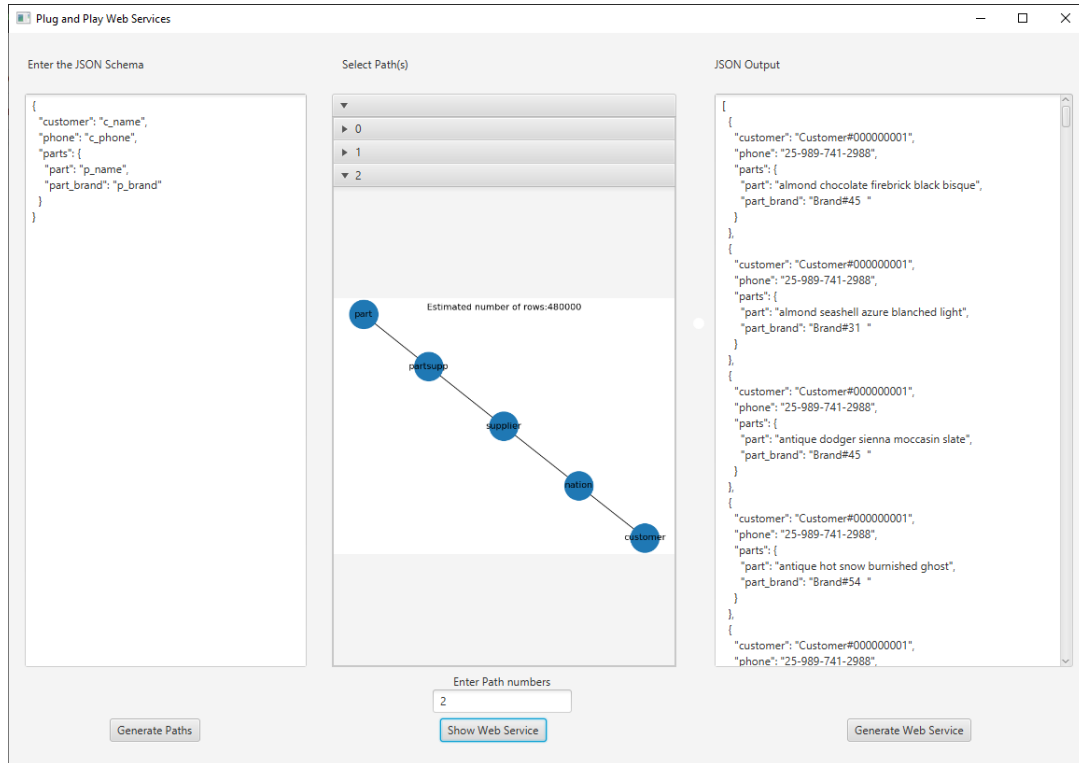 Plug and Play Web Services
Enter the JSON Schema
Select Path(s)
JSON Output
{
"customer": "c_name",
"phone": "c_phone",
"parts": {
"part": "p_name",
"part_brand": "p_brand"
}
}
0
1
2
Estimated number of rows:480000
part
partsupp
supplier
nation
customer
[
{
"customer": "Customer#000000001",
"phone": "25-989-741-2988",
"parts": {
"part": "almond chocolate firebrick black bisque",
"part_brand": "Brand#45  "
}
},
{
"customer": "Customer#000000001",
"phone": "25-989-741-2988",
"parts": {
"part": "almond seashell azure blanched light",
"part_brand": "Brand#31  "
}
},
{
"customer": "Customer#000000001",
"phone": "25-989-741-2988",
"parts": {
"part": "antique dodger sienna moccasin slate",
"part_brand": "Brand#45  "
}
},
{
"customer": "Customer#000000001",
"phone": "25-989-741-2988",
"parts": {
"part": "antique hot snow burnished ghost",
"part_brand": "Brand#54  "
}
},
{
"customer": "Customer#000000001",
"phone": "25-989-741-2988",
Enter Path numbers
2
Generate Paths
Show Web Service
Generate Web Service